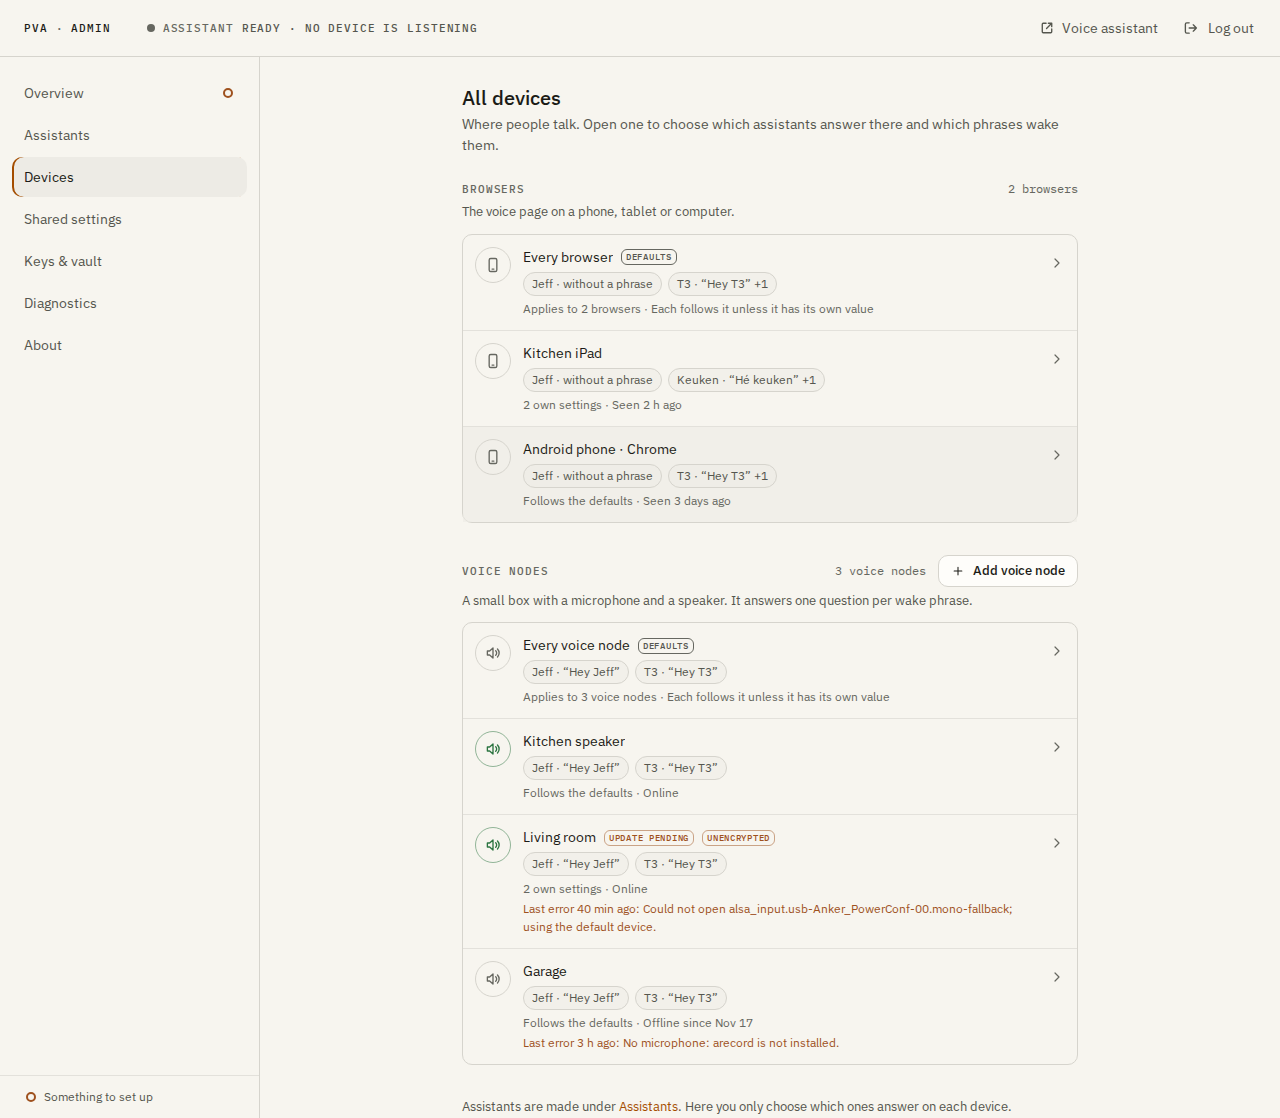 PVA · ADMIN
ASSISTANT READY · NO DEVICE IS LISTENING
Voice assistant
Log out
Overview
Assistants
Devices
Shared settings
Keys & vault
Diagnostics
About
Something to set up
All devices
Where people talk. Open one to choose which assistants answer there and which phrases wake
them.
BROWSERS
2 browsers
The voice page on a phone, tablet or computer.
Every browser DEFAULTS
Jeff · without a phrase T3 · “Hey T3” +1
Applies to 2 browsers · Each follows it unless it has its own value
Kitchen iPad
Jeff · without a phrase Keuken · “Hé keuken” +1
2 own settings · Seen 2 h ago
Android phone · Chrome
Jeff · without a phrase T3 · “Hey T3” +1
Follows the defaults · Seen 3 days ago
VOICE NODES
3 voice nodes
Add voice node
A small box with a microphone and a speaker. It answers one question per wake phrase.
Every voice node DEFAULTS
Jeff · “Hey Jeff” T3 · “Hey T3”
Applies to 3 voice nodes · Each follows it unless it has its own value
Kitchen speaker
Jeff · “Hey Jeff” T3 · “Hey T3”
Follows the defaults · Online
Living room UPDATE PENDING UNENCRYPTED
Jeff · “Hey Jeff” T3 · “Hey T3”
2 own settings · Online
Last error 40 min ago: Could not open alsa_input.usb-Anker_PowerConf-00.mono-fallback;
using the default device.
Garage
Jeff · “Hey Jeff” T3 · “Hey T3”
Follows the defaults · Offline since Nov 17
Last error 3 h ago: No microphone: arecord is not installed.
Assistants are made under Assistants. Here you only choose which ones answer on each device.